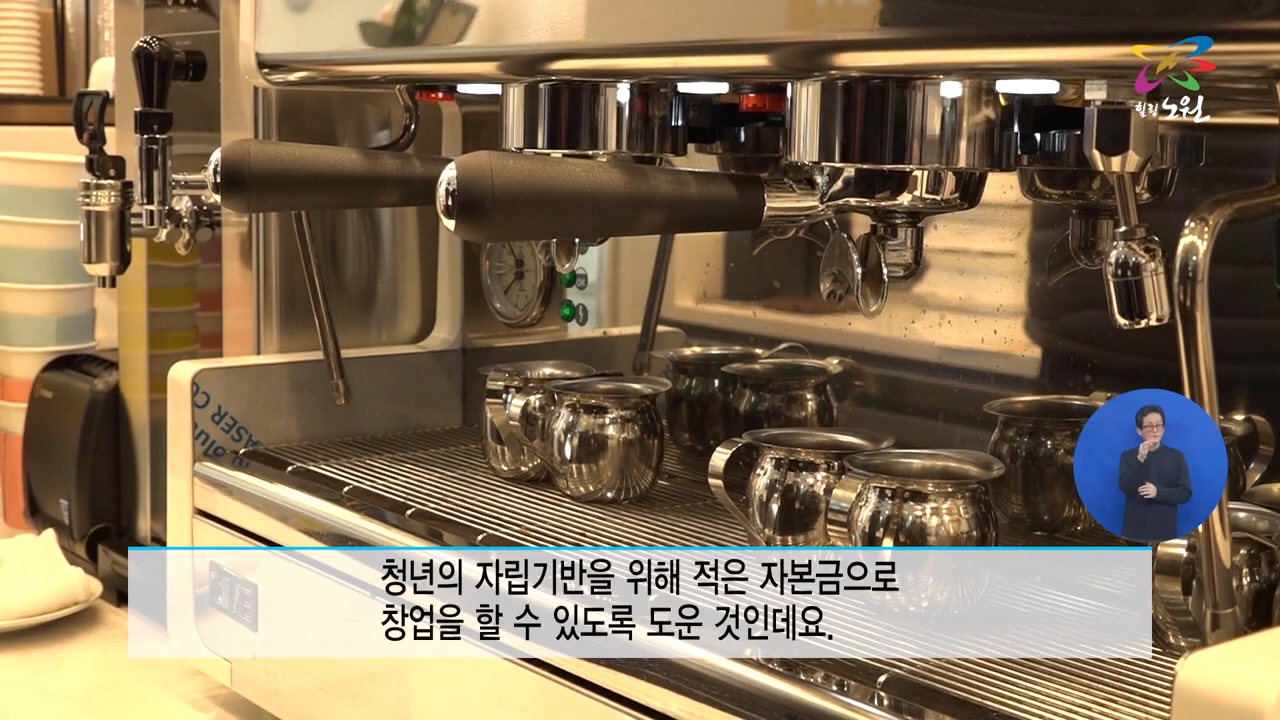 힐링 노원
OK
청년의 자립기반을 위해 적은 자본금으로
창업을 할 수 있도록 도운 것인데요.